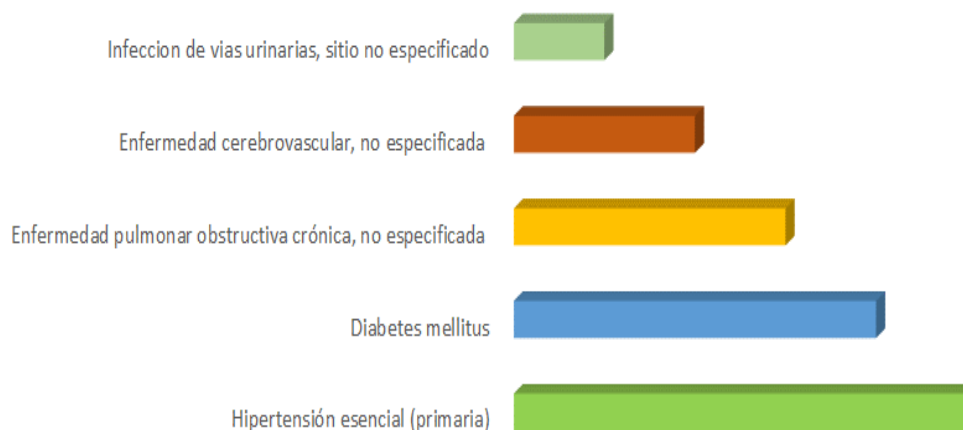 Infeccion de vias urinarias, sitio no especificado
Enfermedad cerebrovascular, no especificada
Enfermedad pulmonar obstructiva crónica, no especificada
Diabetes mellitus
Hipertensión esencial (primaria)